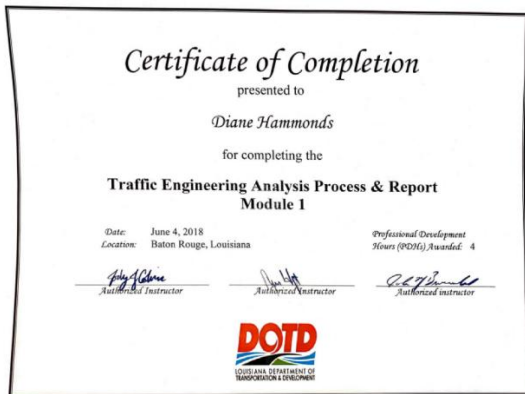 Certificate of Completion
presented to
Diane Hammonds
for completing the
Traffic Engineering Analysis Process & Report
Module 1
Date: June 4, 2018
Location: Baton Rouge, Louisiana
Professional Development
Hours (PDHs) Awarded: 4
Authorized Instructor
Authorized Instructor
Authorized instructor
DOTD
LOUISIANA DEPARTMENT OF
TRANSPORTATION & DEVELOPMENT